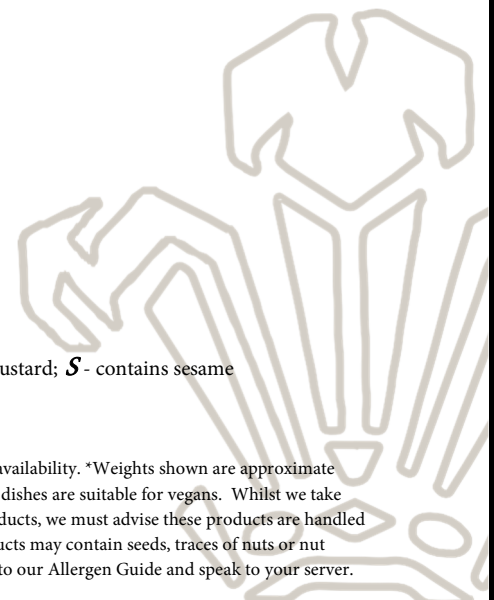 ustard; S - contains sesame
availability. *Weights shown are approximate
dishes are suitable for vegans. Whilst we take
ducts, we must advise these products are handled
ucts may contain seeds, traces of nuts or nut
to our Allergen Guide and speak to your server.